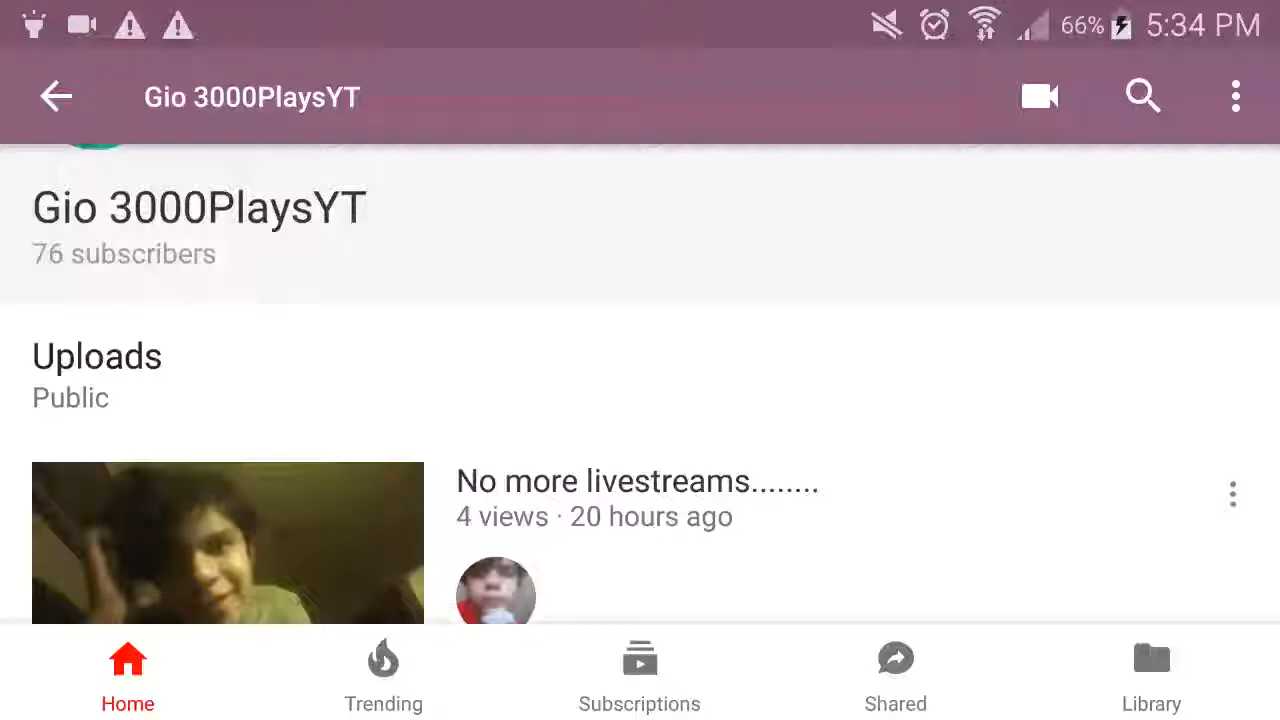 66% 5:34 PM
Gio 3000PlaysYT
Gio 3000PlaysYT
76 subscribers
Uploads
Public
No more livestreams........
4 views · 20 hours ago
Home Trending Subscriptions Shared Library